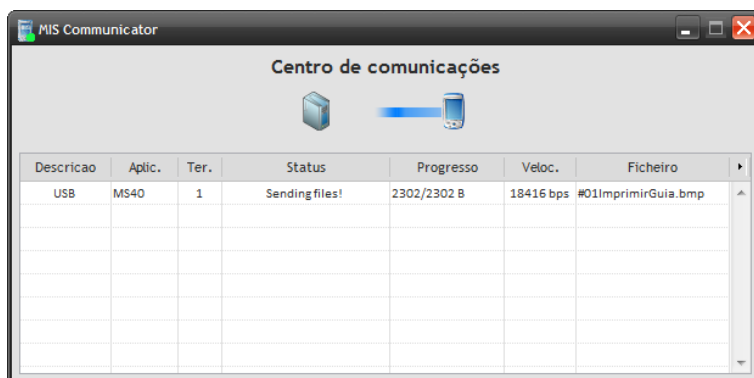 MIS Communicator
Centro de comunicações
Descricao Aplic. Ter. Status Progresso Veloc. Ficheiro
USB MS40 1 Sending files! 2302/2302 B 18416 bps #01ImprimirGuia.bmp